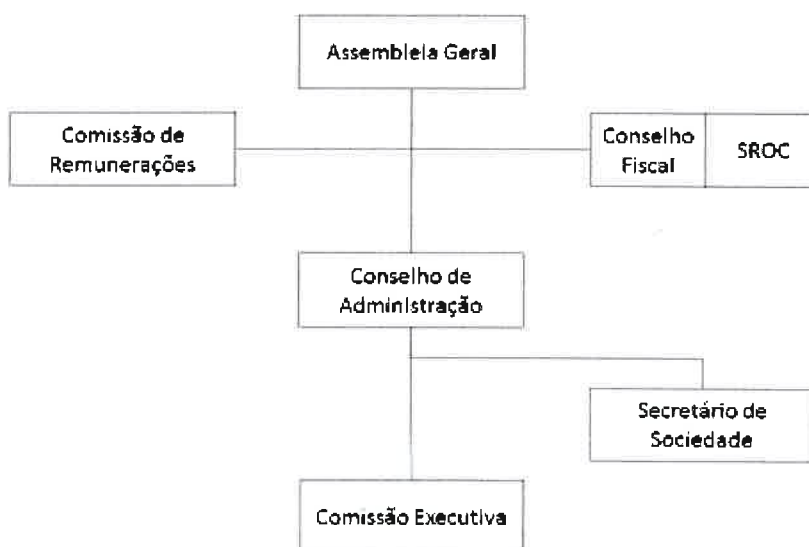 Assembleia Geral
Comissão de
Remunerações
Conselho
Fiscal
SROC
Conselho de
Administração
Secretário de
Sociedade
Comissão Executiva